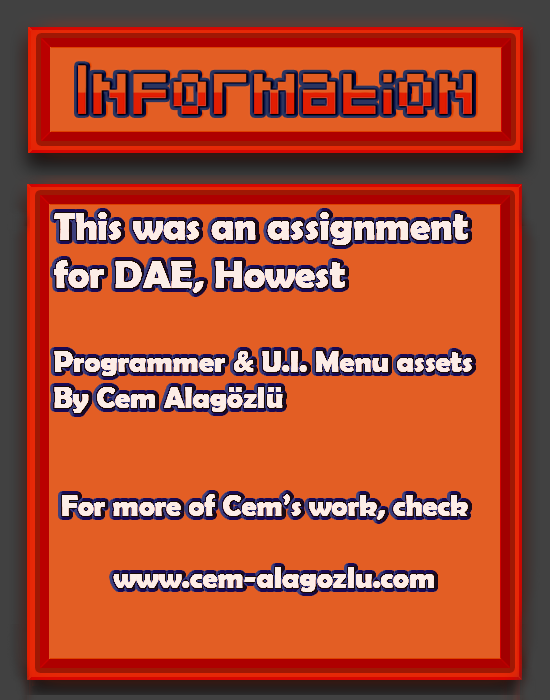 Information
This was an assignment
for DAE, Howest
Programmer & U.I. Menu assets
By Cem Alagözlü
For more of Cem's work, check
www.cem-alagozlu.com